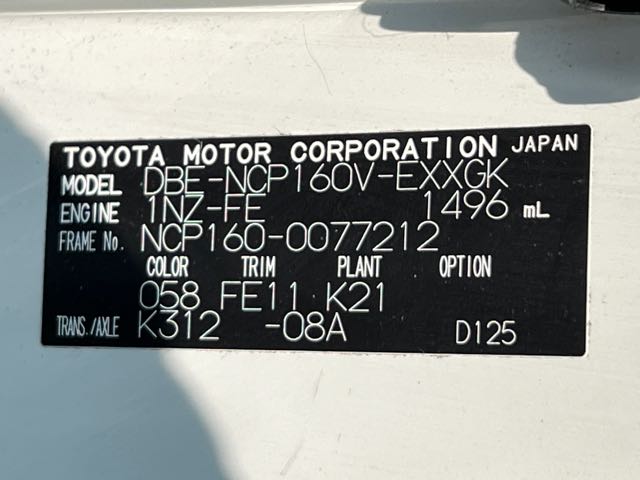 TOYOTA MOTOR CORPORATION JAPAN
MODEL DBE-NCP160V-EXXGK
ENGINE 1NZ-FE 1496 mL
FRAME No. NCP160-0077212
COLOR TRIM PLANT OPTION
058 FE11 K21
TRANS./AXLE K312 -08A D125